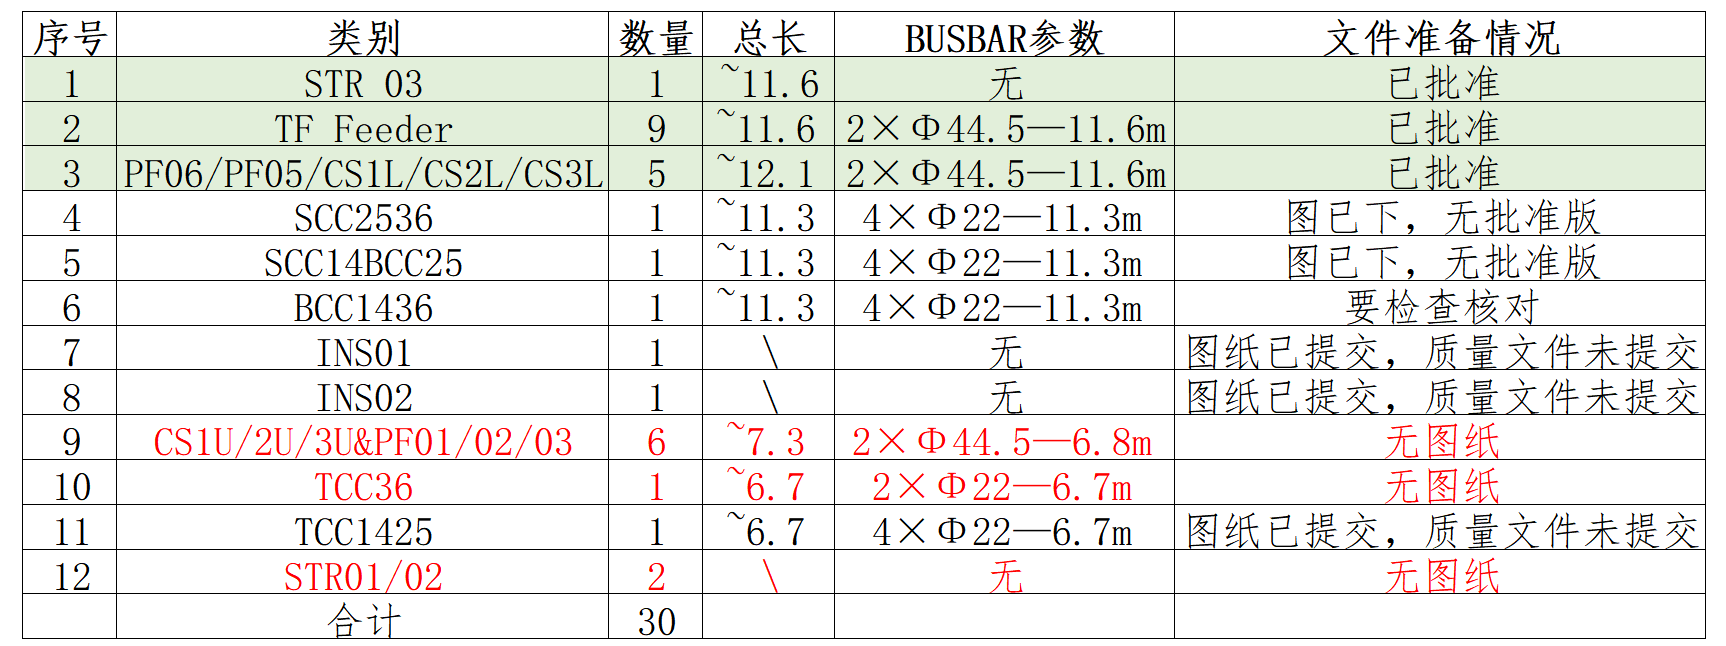 序号 类别 数量 总长 BUSBAR参数 文件准备情况
1 STR 03 1 ~11.6 无 已批准
2 TF Feeder 9 ~11.6 2×Φ44.5—11.6m 已批准
3 PF06/PF05/CS1L/CS2L/CS3L 5 ~12.1 2×Φ44.5—11.6m 已批准
4 SCC2536 1 ~11.3 4×Φ22—11.3m 图已下，无批准版
5 SCC14BCC25 1 ~11.3 4×Φ22—11.3m 图已下，无批准版
6 BCC1436 1 ~11.3 4×Φ22—11.3m 要检查核对
7 INS01 1 \ 无 图纸已提交，质量文件未提交
8 INS02 1 \ 无 图纸已提交，质量文件未提交
9 CS1U/2U/3U&PF01/02/03 6 ~7.3 2×Φ44.5—6.8m 无图纸
10 TCC36 1 ~6.7 2×Φ22—6.7m 无图纸
11 TCC1425 1 ~6.7 4×Φ22—6.7m 图纸已提交，质量文件未提交
12 STR01/02 2 \ 无 无图纸
合计 30